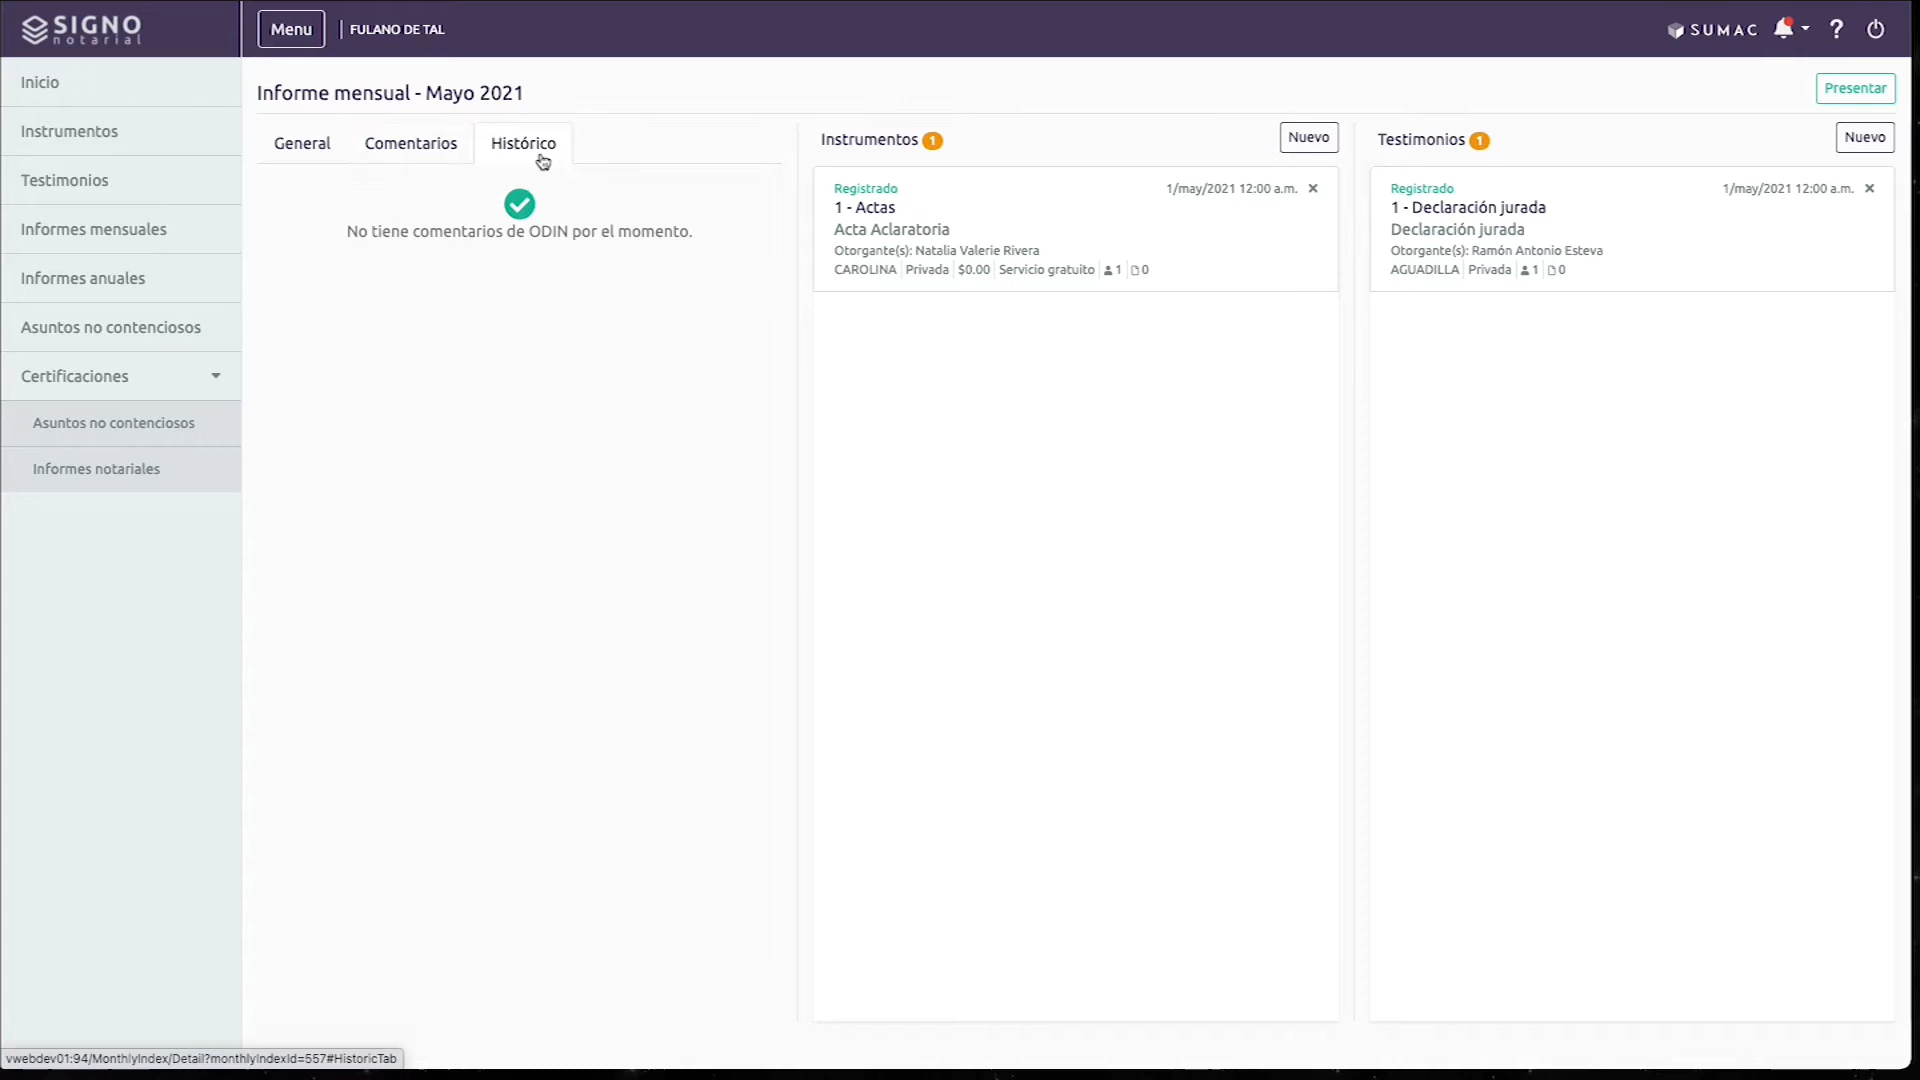 SIGNO
notarial
Menu
FULANO DE TAL
SUMAC
?
Inicio
Instrumentos
Testimonios
Informes mensuales
Informes anuales
Asuntos no contenciosos
Certificaciones
Asuntos no contenciosos
Informes notariales
Informe mensual - Mayo 2021
Presentar
General
Comentarios
Histórico
No tiene comentarios de ODIN por el momento.
Instrumentos 1
Nuevo
Registrado
1/may/2021 12:00 a.m. ×
1 - Actas
Acta Aclaratoria
Otorgante(s): Natalia Valerie Rivera
CAROLINA Privada $0.00 Servicio gratuito 1 0
Testimonios 1
Nuevo
Registrado
1/may/2021 12:00 a.m. ×
1 - Declaración jurada
Declaración jurada
Otorgante(s): Ramón Antonio Esteva
AGUADILLA Privada 1 0
vwebdev01:94/MonthlyIndex/Detail?monthlyIndexId=557#HistoricTab